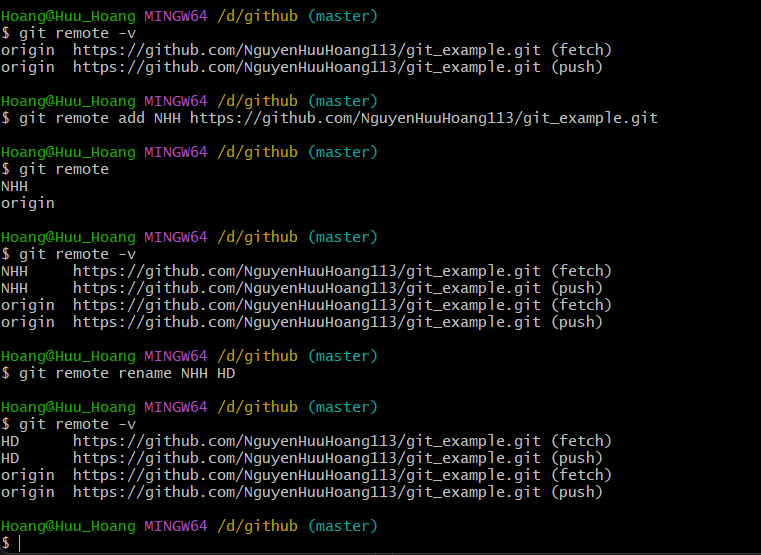 Hoang@Huu_Hoang MINGW64 /d/github (master)
$ git remote -v
origin  https://github.com/NguyenHuuHoang113/git_example.git (fetch)
origin  https://github.com/NguyenHuuHoang113/git_example.git (push)

Hoang@Huu_Hoang MINGW64 /d/github (master)
$ git remote add NHH https://github.com/NguyenHuuHoang113/git_example.git

Hoang@Huu_Hoang MINGW64 /d/github (master)
$ git remote
NHH
origin

Hoang@Huu_Hoang MINGW64 /d/github (master)
$ git remote -v
NHH     https://github.com/NguyenHuuHoang113/git_example.git (fetch)
NHH     https://github.com/NguyenHuuHoang113/git_example.git (push)
origin  https://github.com/NguyenHuuHoang113/git_example.git (fetch)
origin  https://github.com/NguyenHuuHoang113/git_example.git (push)

Hoang@Huu_Hoang MINGW64 /d/github (master)
$ git remote rename NHH HD

Hoang@Huu_Hoang MINGW64 /d/github (master)
$ git remote -v
HD      https://github.com/NguyenHuuHoang113/git_example.git (fetch)
HD      https://github.com/NguyenHuuHoang113/git_example.git (push)
origin  https://github.com/NguyenHuuHoang113/git_example.git (fetch)
origin  https://github.com/NguyenHuuHoang113/git_example.git (push)

Hoang@Huu_Hoang MINGW64 /d/github (master)
$